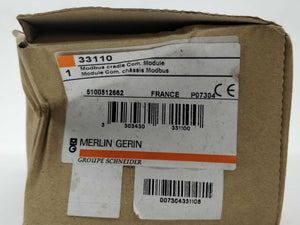 33110
1
Modbus cradle Com. Module
Module Com. châssis Modbus
5100512662 FRANCE P07304 CE
3 303430 331100
MERLIN GERIN
GROUPE SCHNEIDER
007304331108